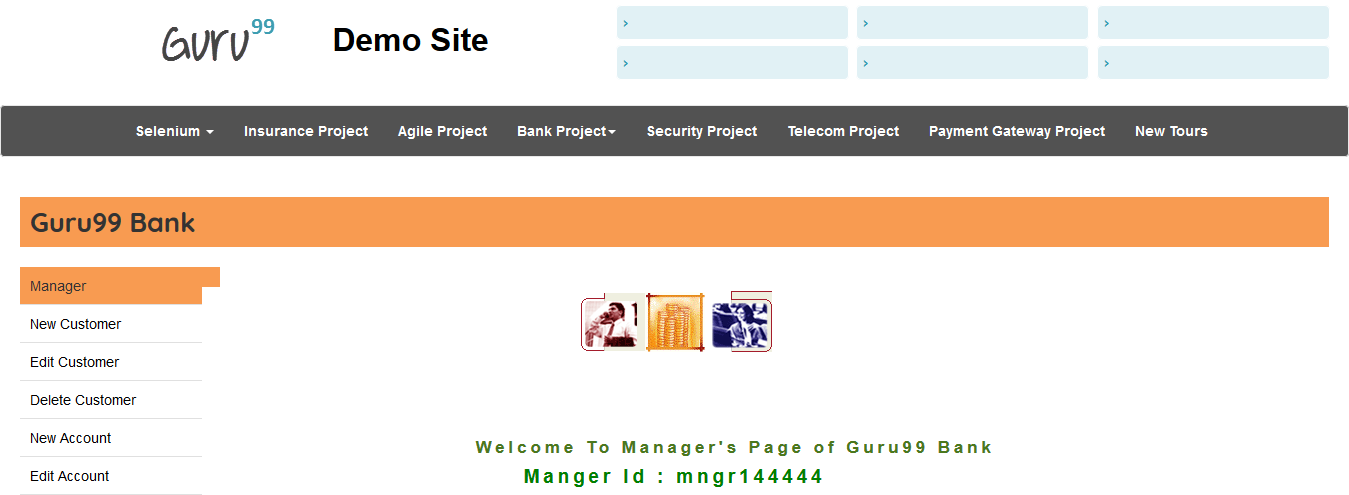 Guru99
Demo Site
Selenium Insurance Project Agile Project Bank Project Security Project Telecom Project Payment Gateway Project New Tours
Guru99 Bank
Manager
New Customer
Edit Customer
Delete Customer
New Account
Edit Account
Welcome To Manager's Page of Guru99 Bank
Manger Id : mngr144444